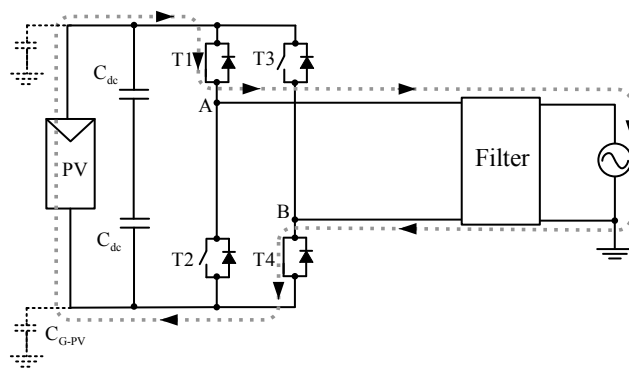 T1
T3
C_dc
A
PV
Filter
B
C_dc
T2
T4
C_G-PV